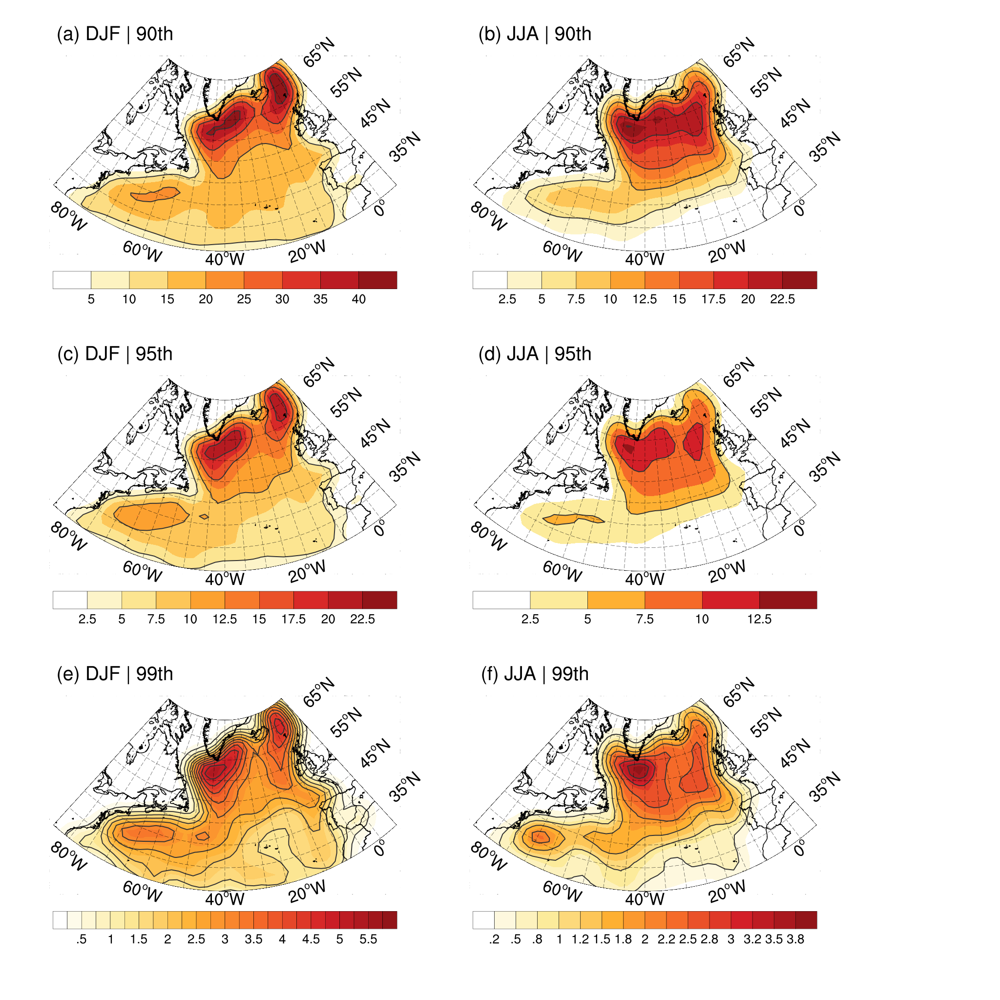 (a) DJF | 90th
(b) JJA | 90th
65°N
55°N
45°N
35°N
0°
80°W
60°W
40°W
20°W
65°N
55°N
45°N
35°N
0°
80°W
60°W
40°W
20°W
5 10 15 20 25 30 35 40
2.5 5 7.5 10 12.5 15 17.5 20 22.5
(c) DJF | 95th
(d) JJA | 95th
65°N
55°N
45°N
35°N
0°
80°W
60°W
40°W
20°W
65°N
55°N
45°N
35°N
0°
80°W
60°W
40°W
20°W
2.5 5 7.5 10 12.5 15 17.5 20 22.5
2.5 5 7.5 10 12.5
(e) DJF | 99th
(f) JJA | 99th
65°N
55°N
45°N
35°N
0°
80°W
60°W
40°W
20°W
65°N
55°N
45°N
35°N
0°
80°W
60°W
40°W
20°W
.5 1 1.5 2 2.5 3 3.5 4 4.5 5 5.5
.2 .5 .8 1 1.2 1.5 1.8 2 2.2 2.5 2.8 3 3.2 3.5 3.8